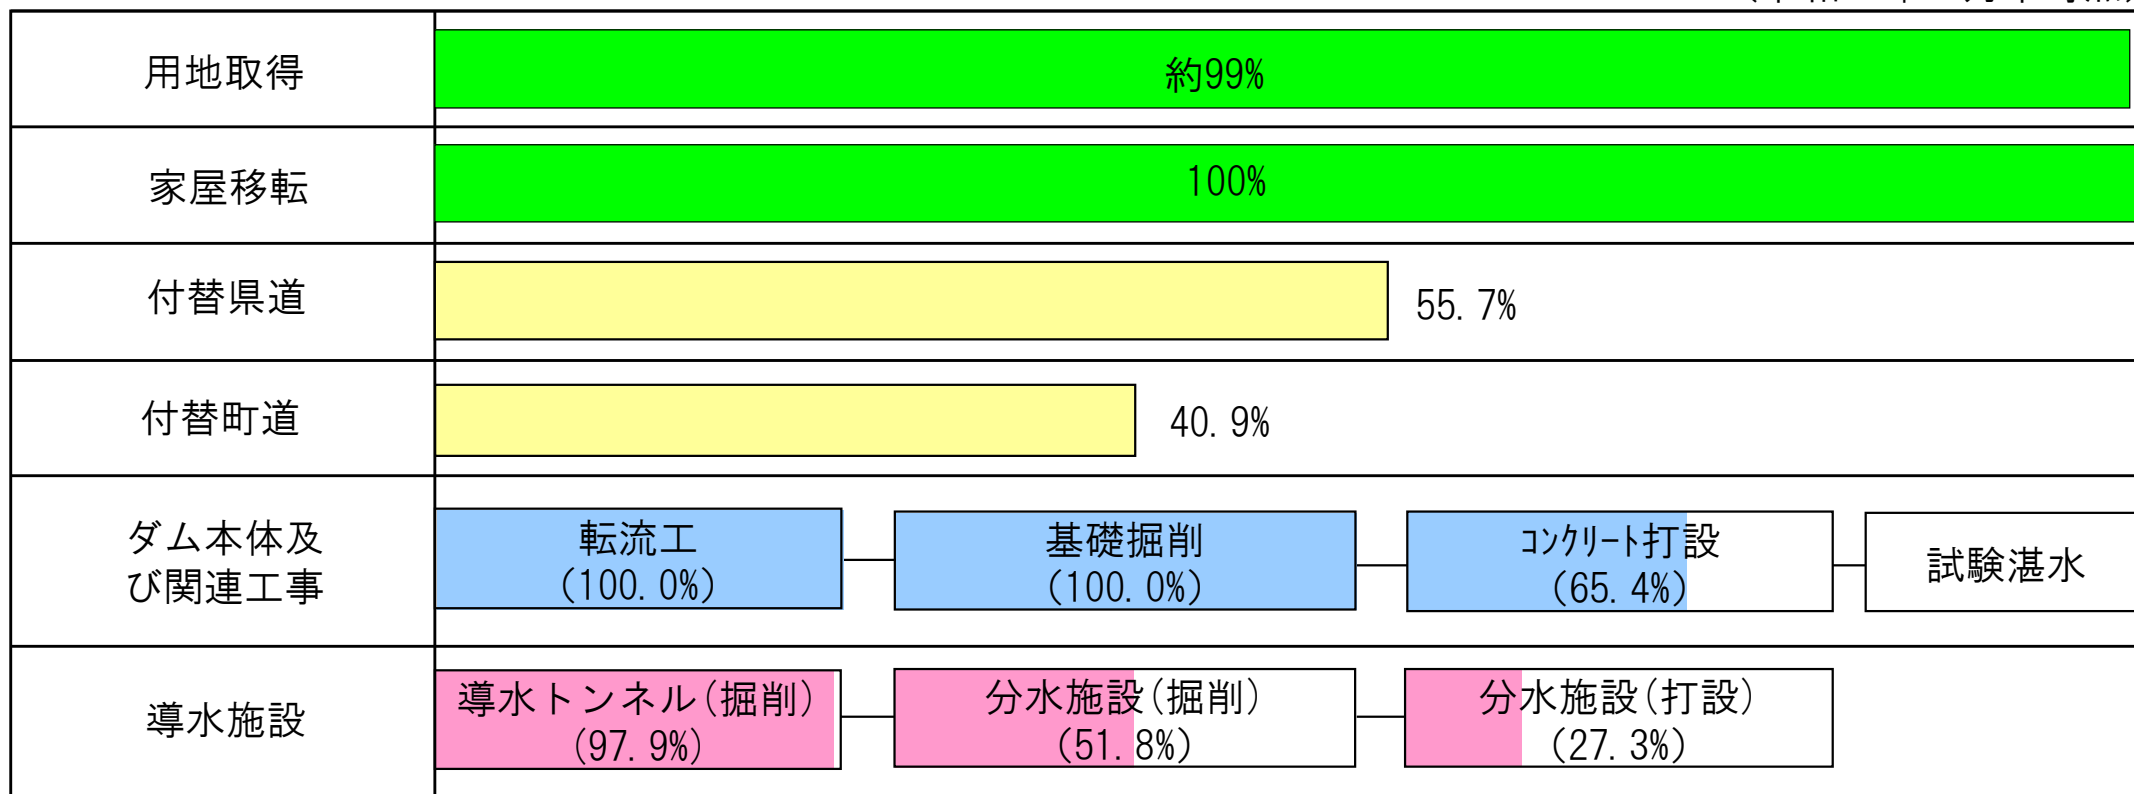 用地取得
約99%
家屋移転
100%
付替県道
55.7%
付替町道
40.9%
ダム本体及
び関連工事
転流工
(100.0%)
基礎掘削
(100.0%)
ｺﾝｸﾘｰﾄ打設
(65.4%)
試験湛水
導水施設
導水トンネル(掘削)
(97.9%)
分水施設(掘削)
(51.8%)
分水施設(打設)
(27.3%)